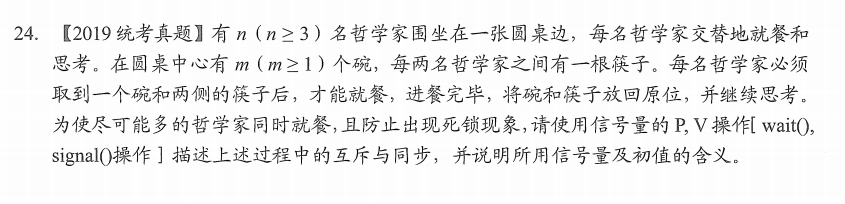 24. 【2019 统考真题】有 n（n≥3）名哲学家围坐在一张圆桌边，每名哲学家交替地就餐和
思考。在圆桌中心有 m（m≥1）个碗，每两名哲学家之间有一根筷子。每名哲学家必须
取到一个碗和两侧的筷子后，才能就餐，进餐完毕，将碗和筷子放回原位，并继续思考。
为使尽可能多的哲学家同时就餐，且防止出现死锁现象，请使用信号量的 P, V 操作[ wait(),
signal()操作 ] 描述上述过程中的互斥与同步，并说明所用信号量及初值的含义。